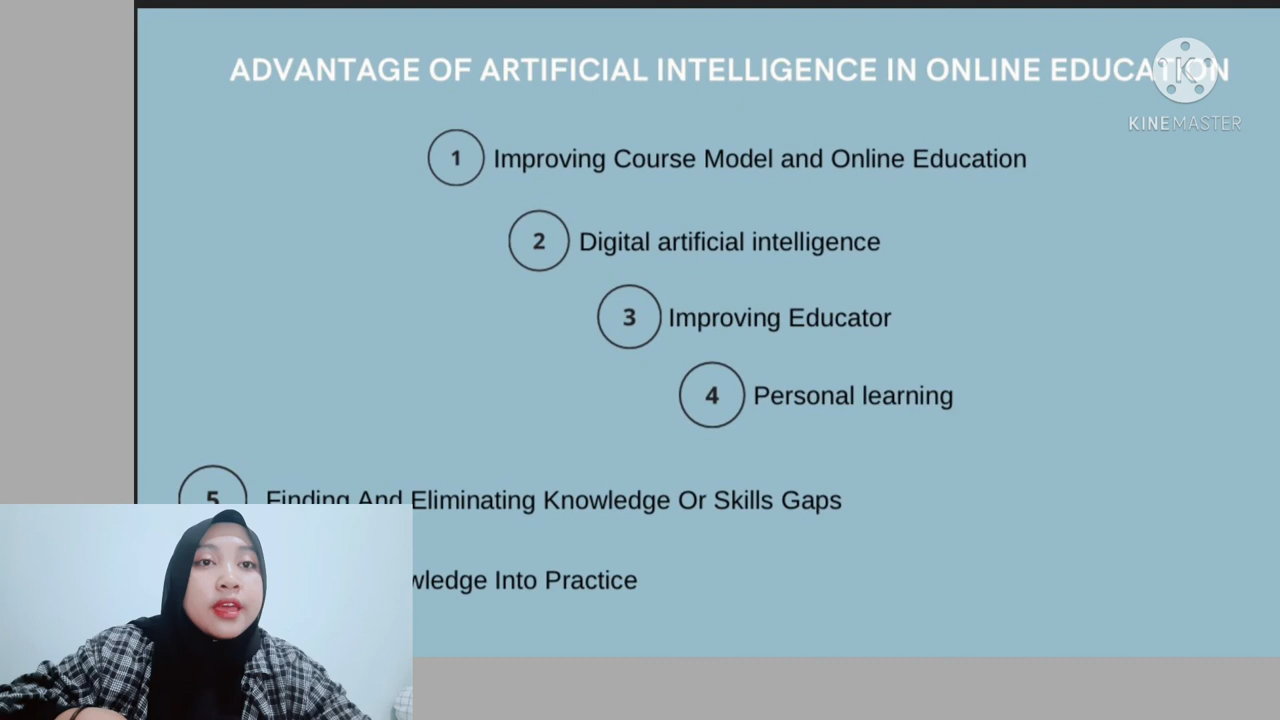 ADVANTAGE OF ARTIFICIAL INTELLIGENCE IN ONLINE EDUCATION
K
KINEMASTER
1 Improving Course Model and Online Education
2 Digital artificial intelligence
3 Improving Educator
4 Personal learning
5 Finding And Eliminating Knowledge Or Skills Gaps
Into Practice